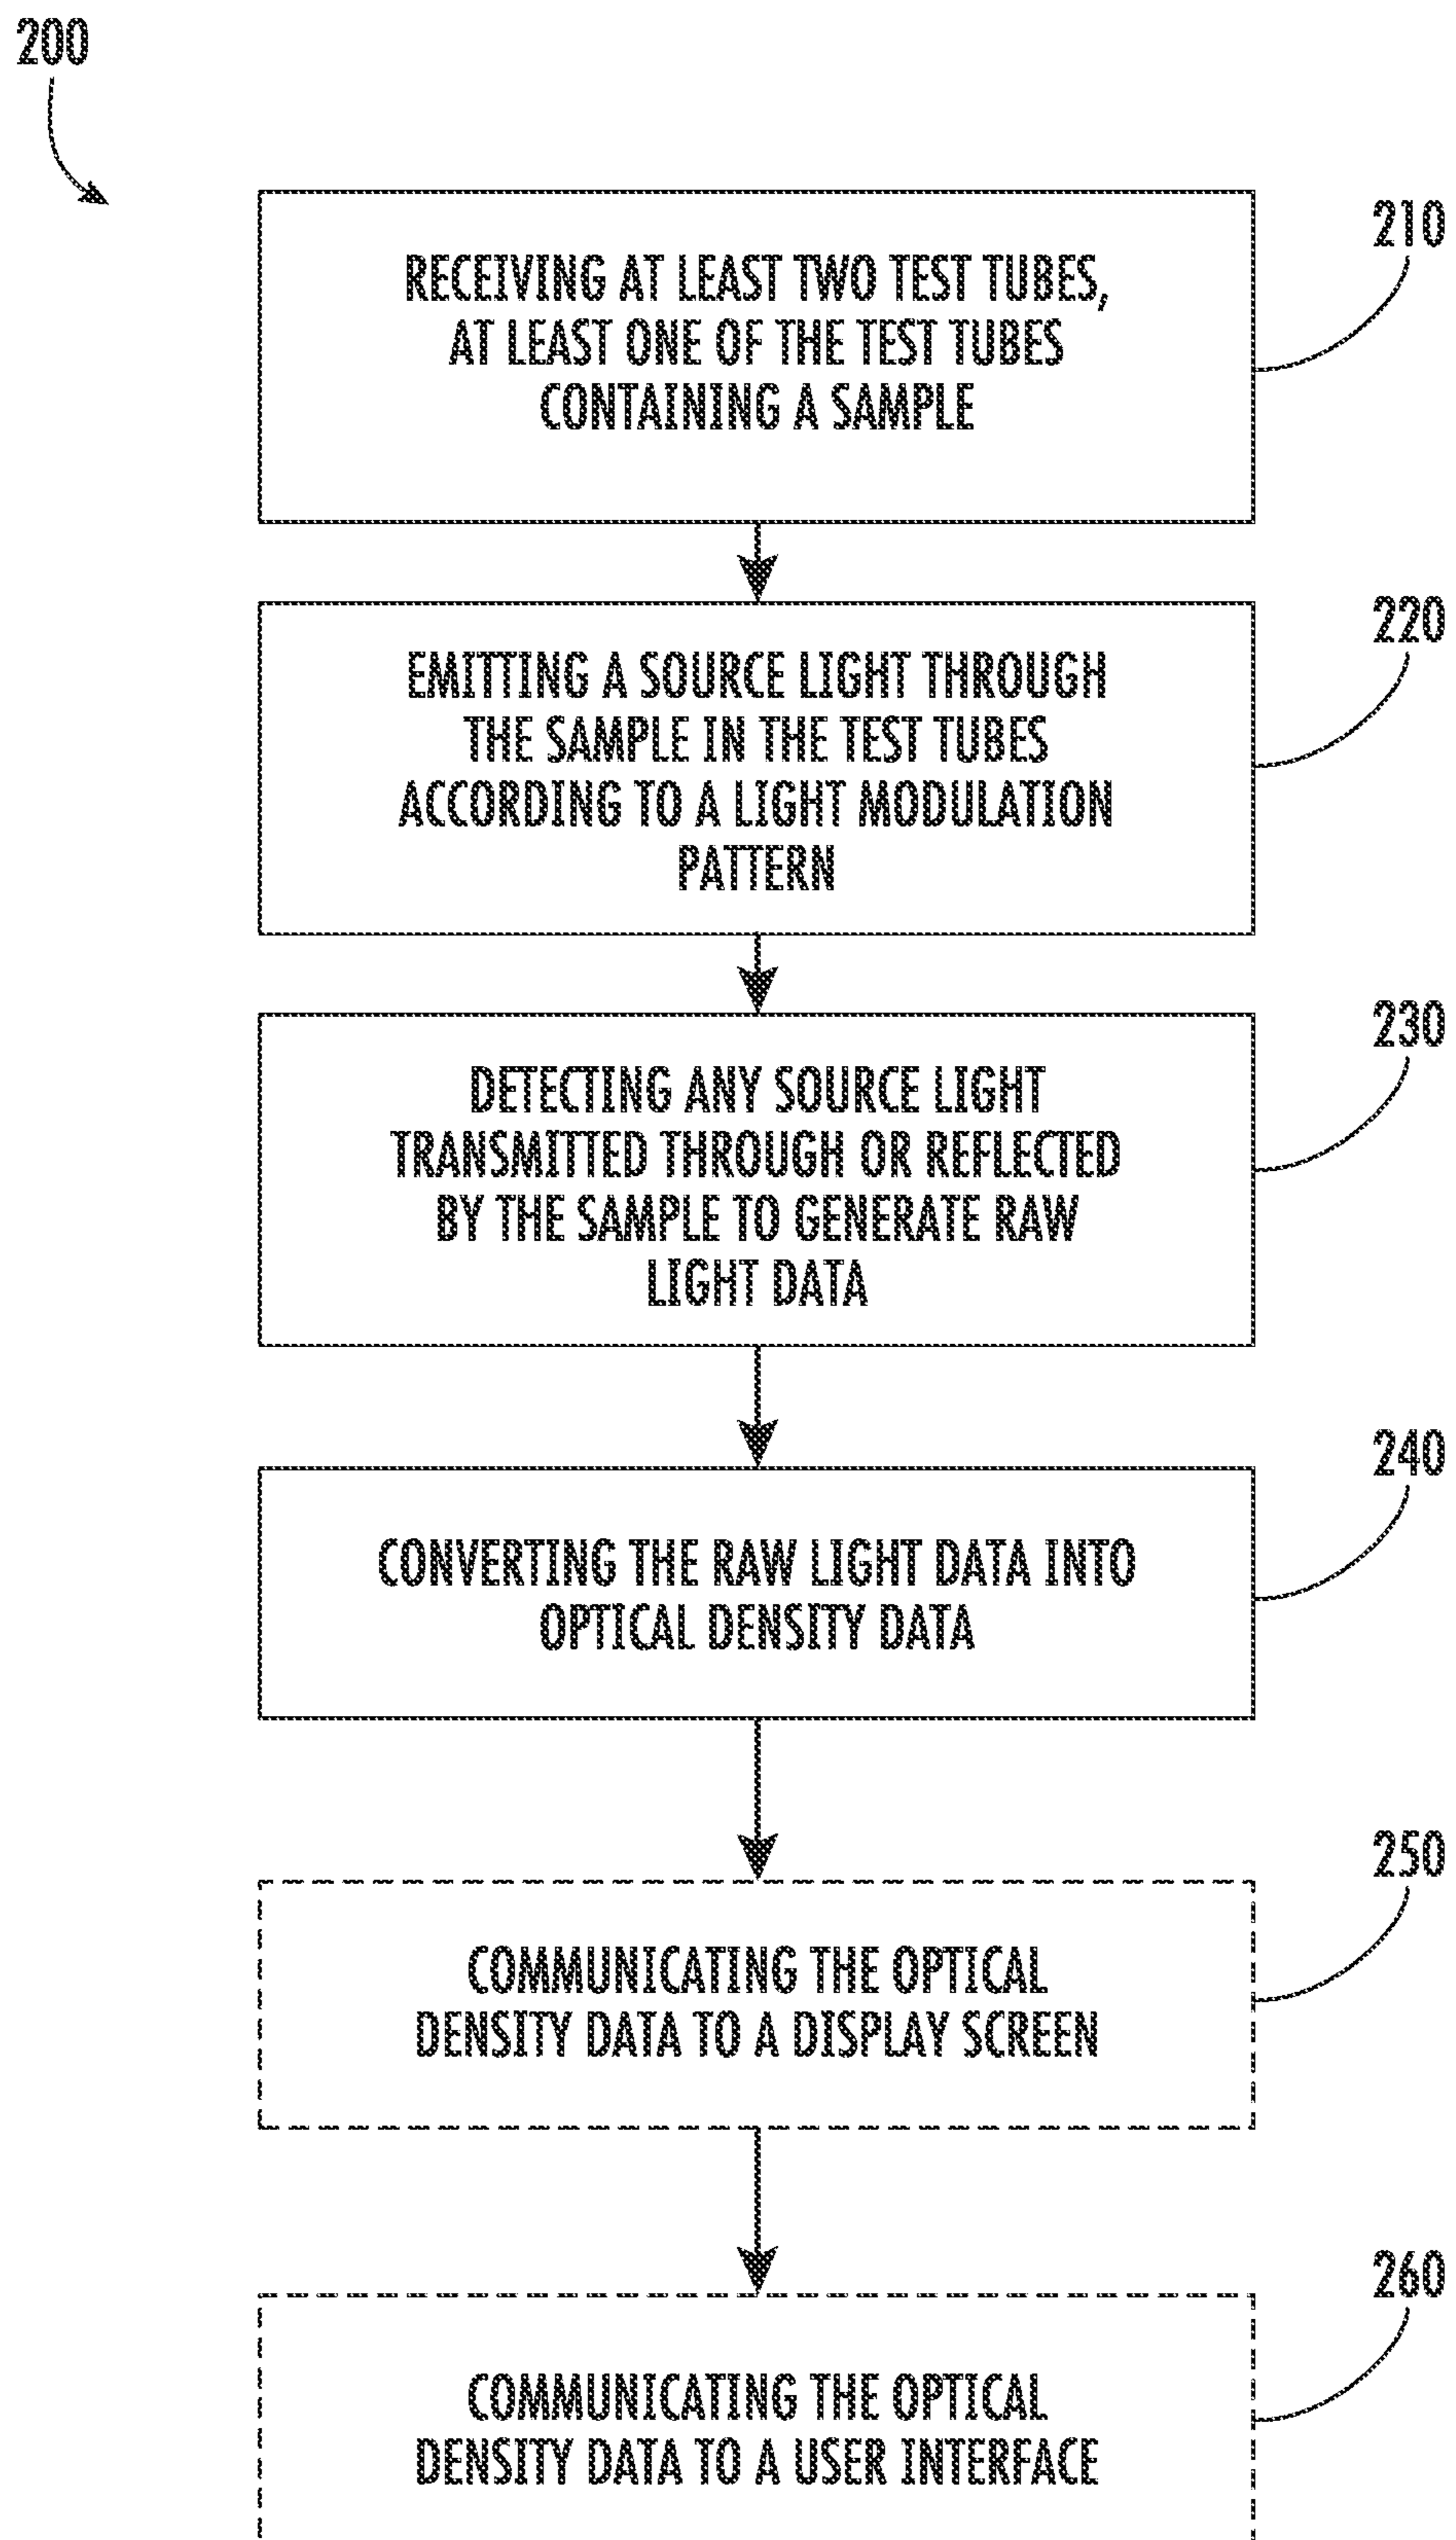 200
210
RECEIVING AT LEAST TWO TEST TUBES,
AT LEAST ONE OF THE TEST TUBES
CONTAINING A SAMPLE
220
EMITTING A SOURCE LIGHT THROUGH
THE SAMPLE IN THE TEST TUBES
ACCORDING TO A LIGHT MODULATION
PATTERN
230
DETECTING ANY SOURCE LIGHT
TRANSMITTED THROUGH OR REFLECTED
BY THE SAMPLE TO GENERATE RAW
LIGHT DATA
240
CONVERTING THE RAW LIGHT DATA INTO
OPTICAL DENSITY DATA
250
COMMUNICATING THE OPTICAL
DENSITY DATA TO A DISPLAY SCREEN
260
COMMUNICATING THE OPTICAL
DENSITY DATA TO A USER INTERFACE